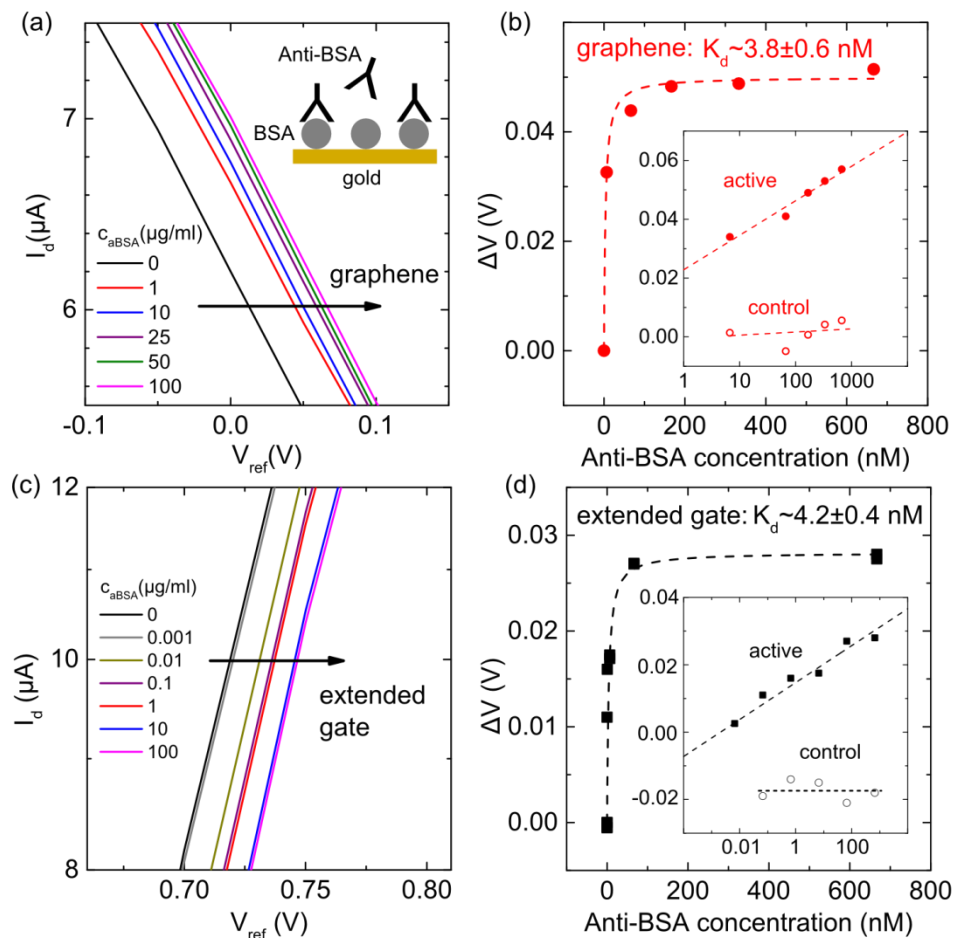 (a)
Anti-BSA
BSA
gold
c_aBSA(μg/ml)
0
1
10
25
50
100
graphene
7
6
I_d(μA)
-0.1 0.0 0.1
V_ref(V)
(b)
graphene: K_d~3.8±0.6 nM
0.04
0.02
0.00
ΔV (V)
active
control
0.06
0.04
0.02
0.00
1 10 100 1000
0 200 400 600 800
Anti-BSA concentration (nM)
(c)
12
10
8
I_d (μA)
c_aBSA(μg/ml)
0
0.001
0.01
0.1
1
10
100
extended
gate
0.70 0.75 0.80
V_ref (V)
(d)
extended gate: K_d~4.2±0.4 nM
0.03
0.02
0.01
0.00
ΔV (V)
active
control
0.04
0.02
0.00
-0.02
0.01 1 100
0 200 400 600 800
Anti-BSA concentration (nM)